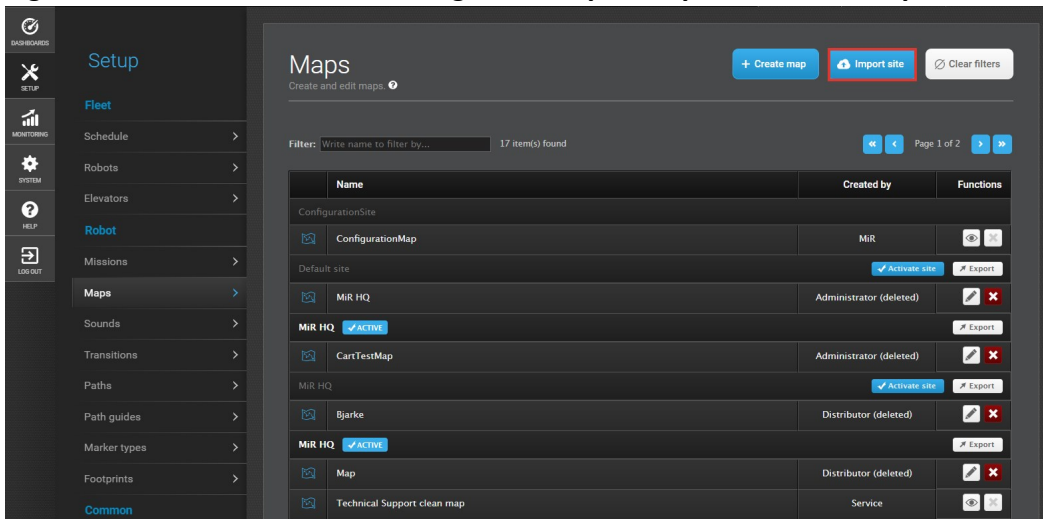 DASHBOARDS
SETUP
MONITORING
SYSTEM
HELP
LOG OUT
Setup
Fleet
Schedule
Robots
Elevators
Robot
Missions
Maps
Sounds
Transitions
Paths
Path guides
Marker types
Footprints
Common
Maps
Create and edit maps.
+ Create map
Import site
Clear filters
Filter: Write name to filter by... 17 item(s) found
Page 1 of 2
Name Created by Functions
ConfigurationSite
ConfigurationMap MiR
Default site Activate site Export
MiR HQ Administrator (deleted)
MiR HQ ACTIVE Export
CartTestMap Administrator (deleted)
MiR HQ Activate site Export
Bjarke Distributor (deleted)
MiR HQ ACTIVE Export
Map Distributor (deleted)
Technical Support clean map Service